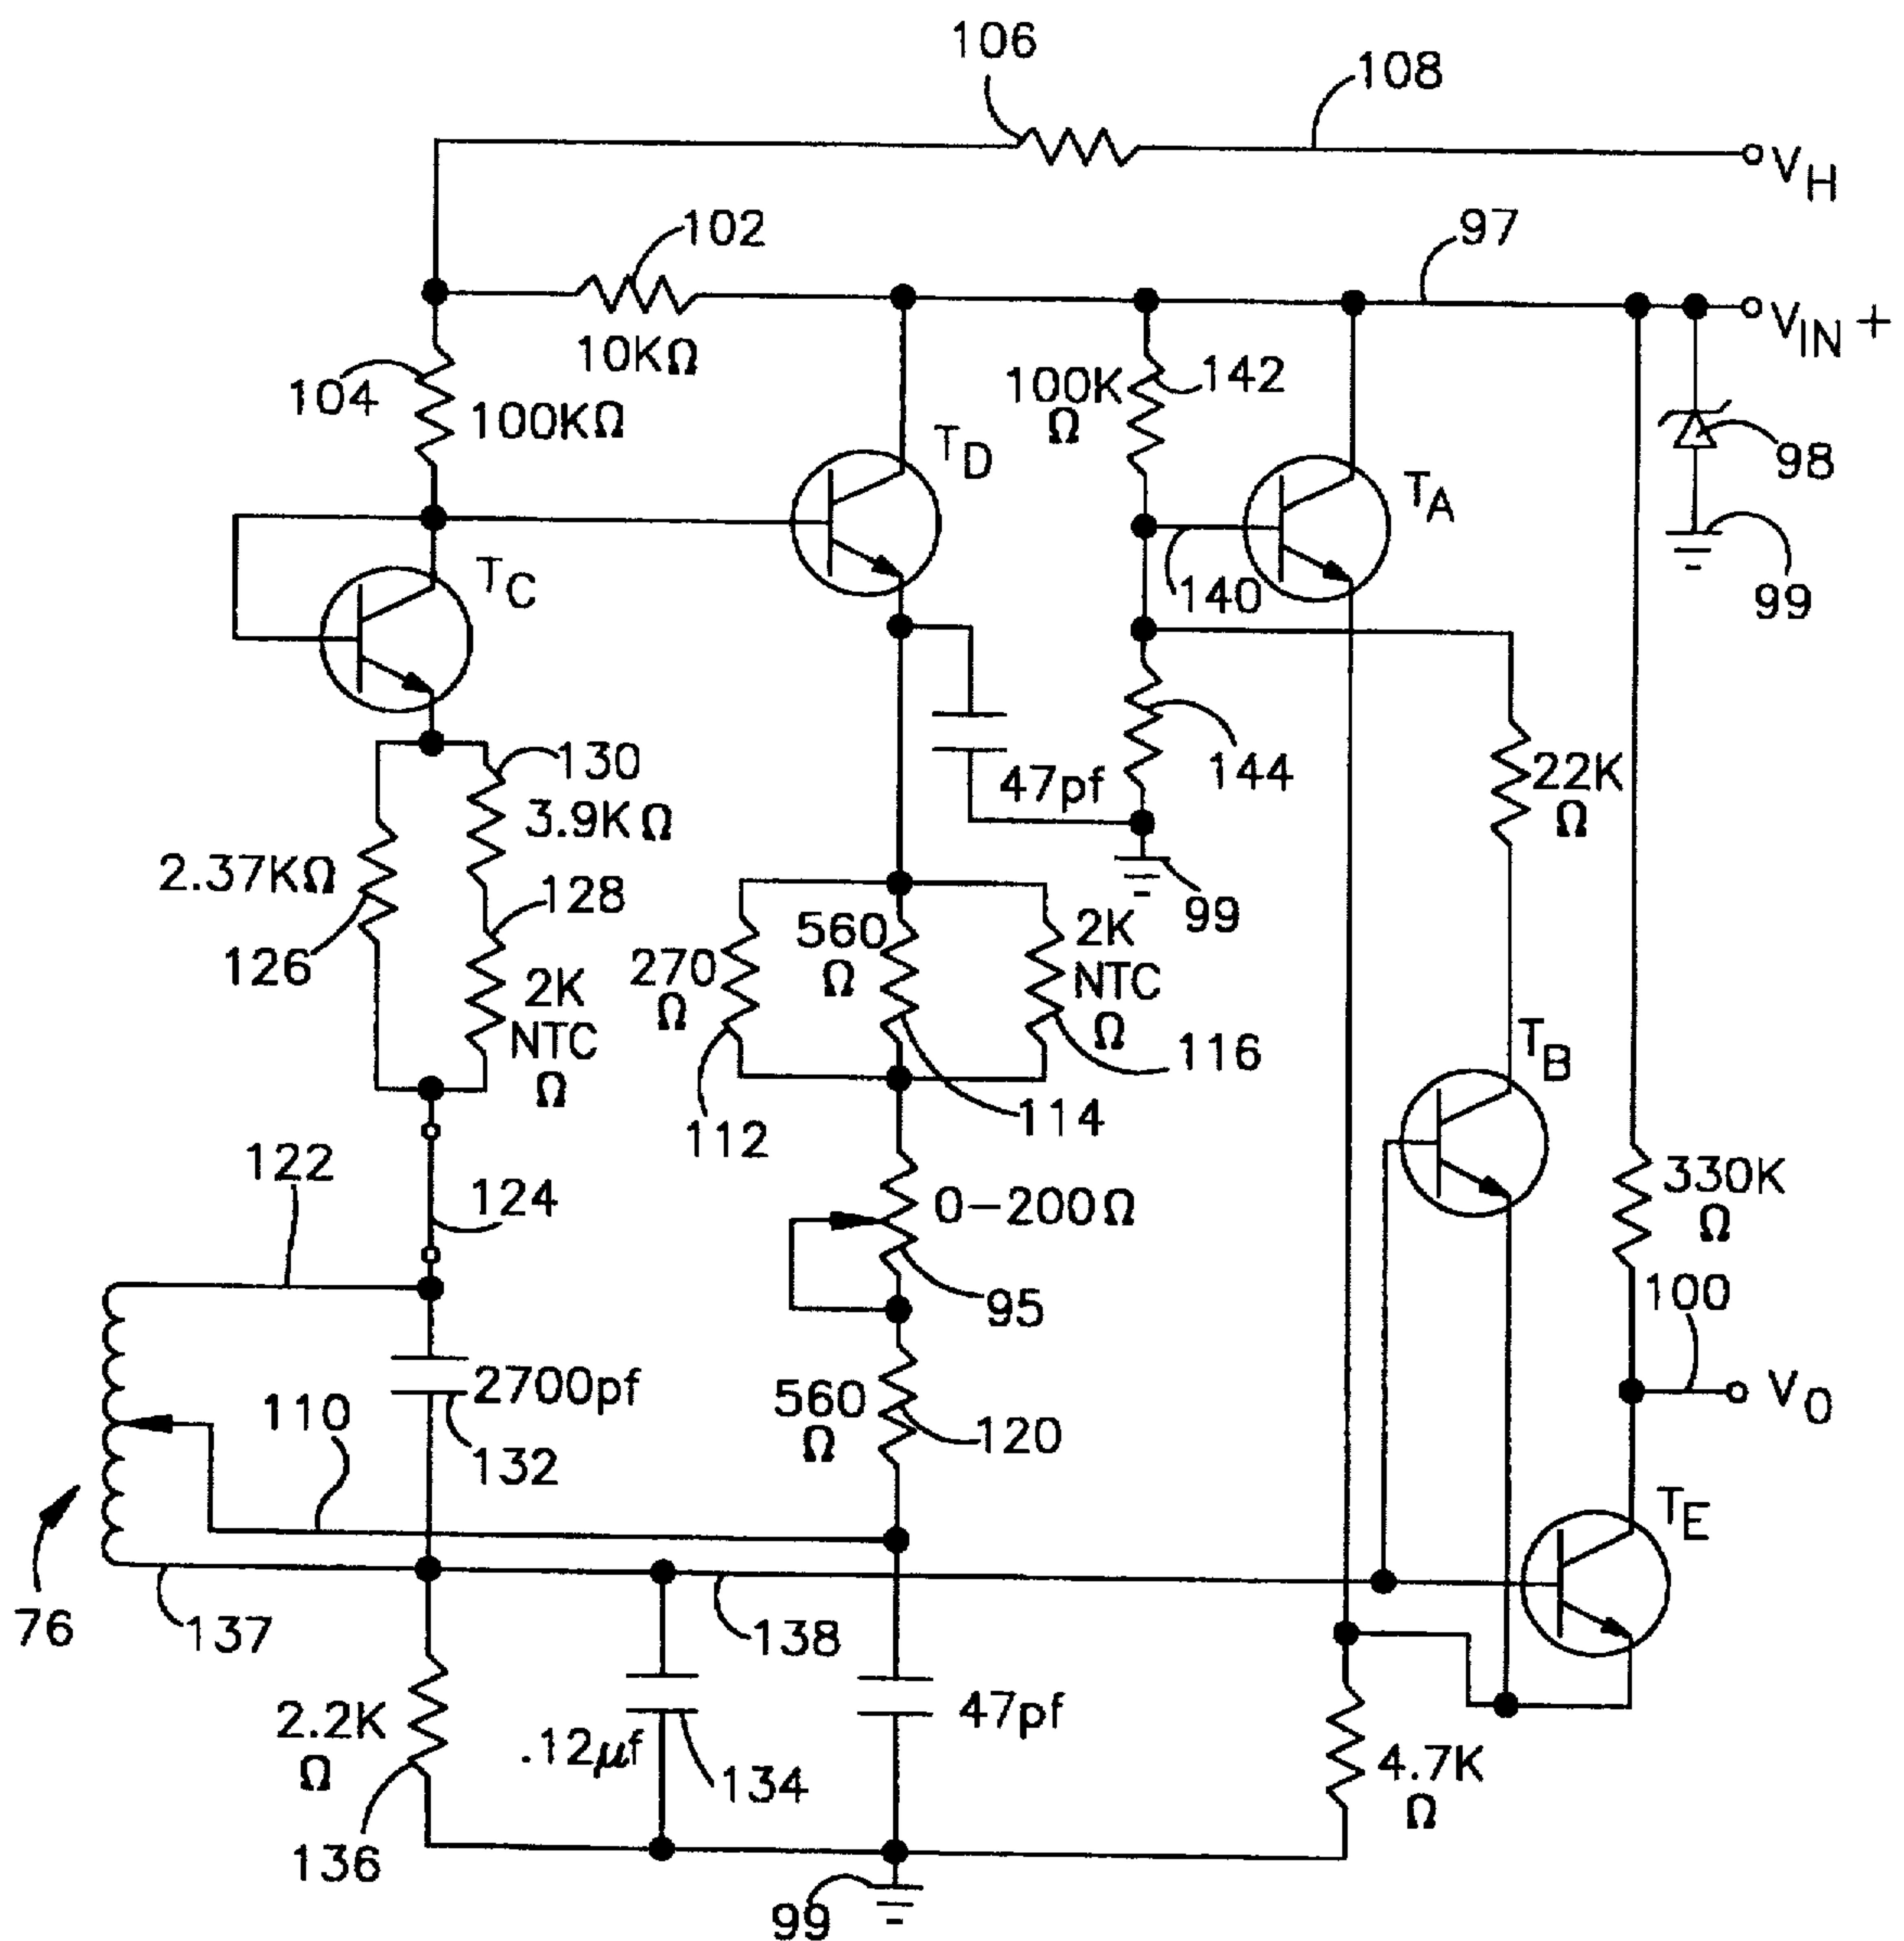 106
108
V_H
102
97
V_IN +
10KΩ
104
100KΩ
100K
Ω
142
T_D
98
T_A
T_C
140
99
130
47pf
144
22K
Ω
3.9KΩ
2.37KΩ
128
560
Ω
2K
NTC
Ω
99
126
270
Ω
2K
NTC
Ω
116
T_B
112
114
122
124
0-200Ω
330K
Ω
95
100
2700pf
560
Ω
V_O
110
120
132
T_E
76
137
138
2.2K
Ω
47pf
.12μf
134
4.7K
Ω
136
99